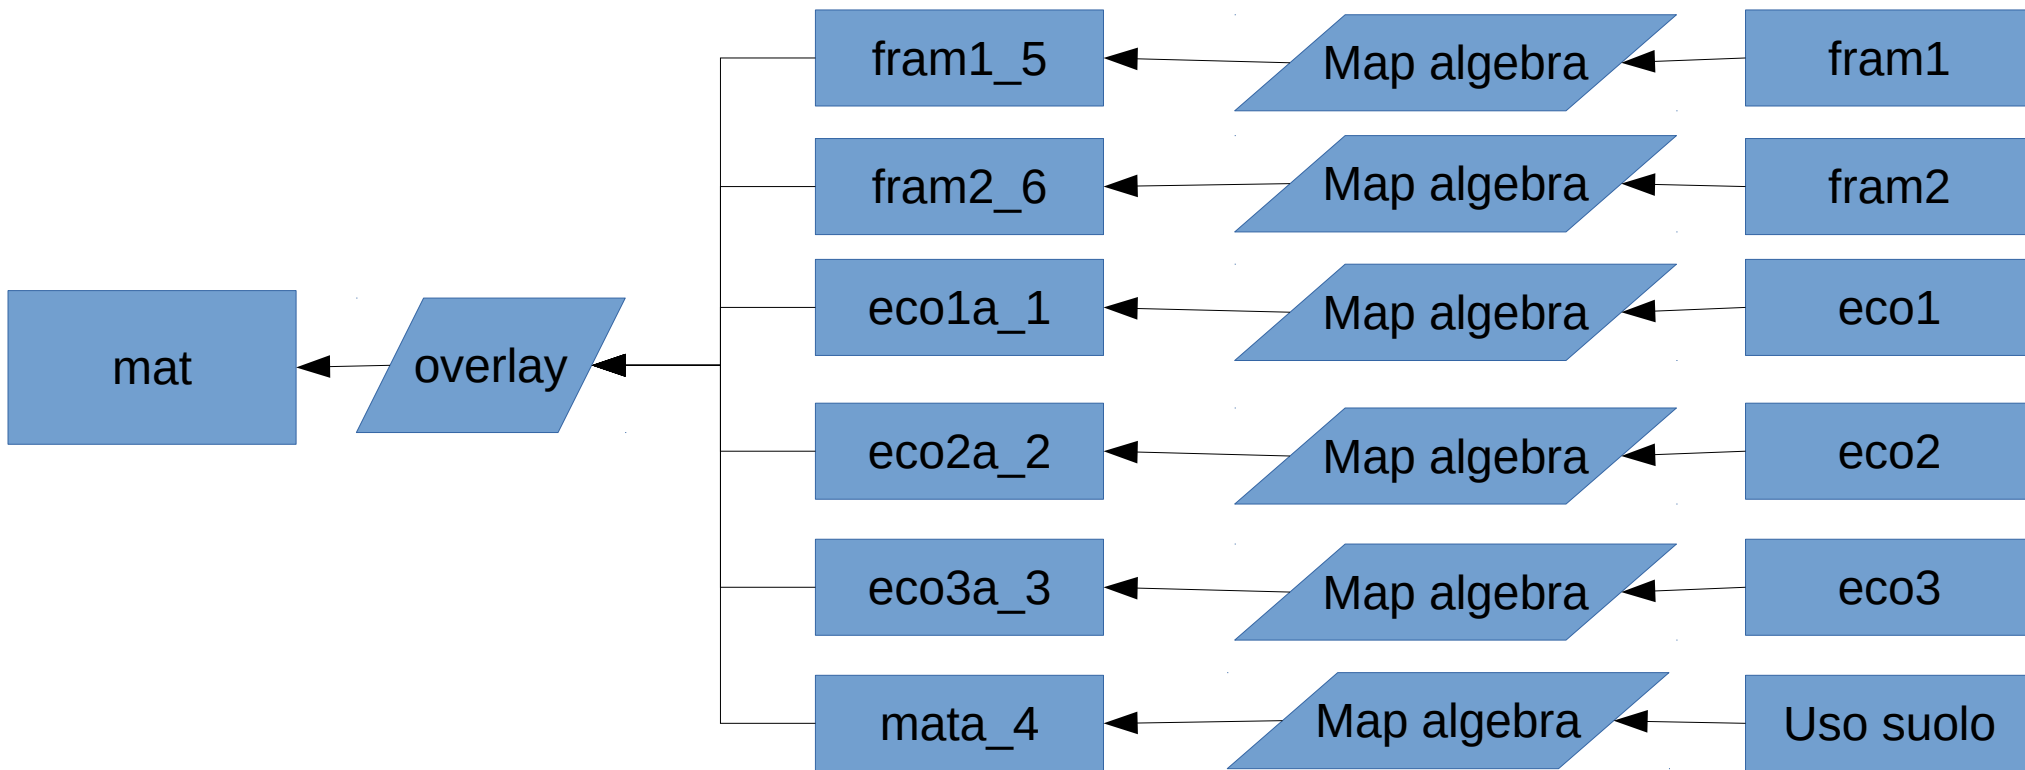 fram1_5
Map algebra
fram1
fram2_6
Map algebra
fram2
eco1a_1
Map algebra
eco1
mat
overlay
eco2a_2
Map algebra
eco2
eco3a_3
Map algebra
eco3
mata_4
Map algebra
Uso suolo